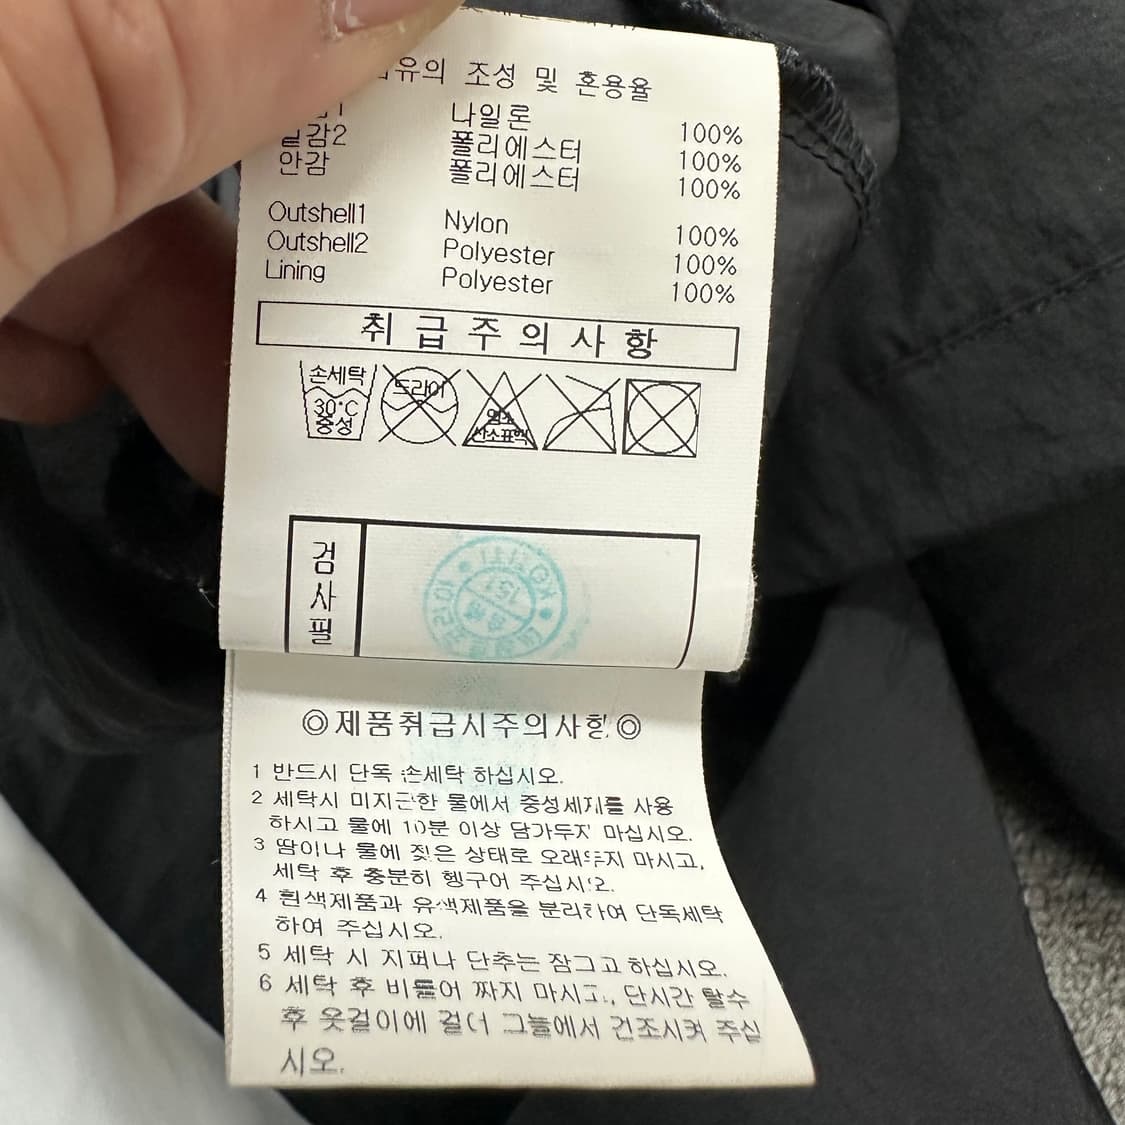 유의 조성 및 혼용율
나일론 100%
겉감2 폴리에스터 100%
안감 폴리에스터 100%
Outshell1 Nylon 100%
Outshell2 Polyester 100%
Lining Polyester 100%
취급주의사항
손세탁 30°C 중성
드라이
염소 산소표백
검사필
◎제품취급시주의사항◎
1 반드시 단독 손세탁 하십시오.
2 세탁시 미지근한 물에서 중성세제를 사용
하시고 물에 10분 이상 담가두지 마십시오.
3 땀이나 물에 젖은 상태로 오래두지 마시고,
세탁 후 충분히 헹구어 주십시오.
4 흰색제품과 유색제품을 분리하여 단독세탁
하여 주십시오.
5 세탁 시 지퍼나 단추는 잠그고 하십시오.
6 세탁 후 비틀어 짜지 마시고, 단시간 탈수
후 옷걸이에 걸어 그늘에서 건조시켜 주십
시오.